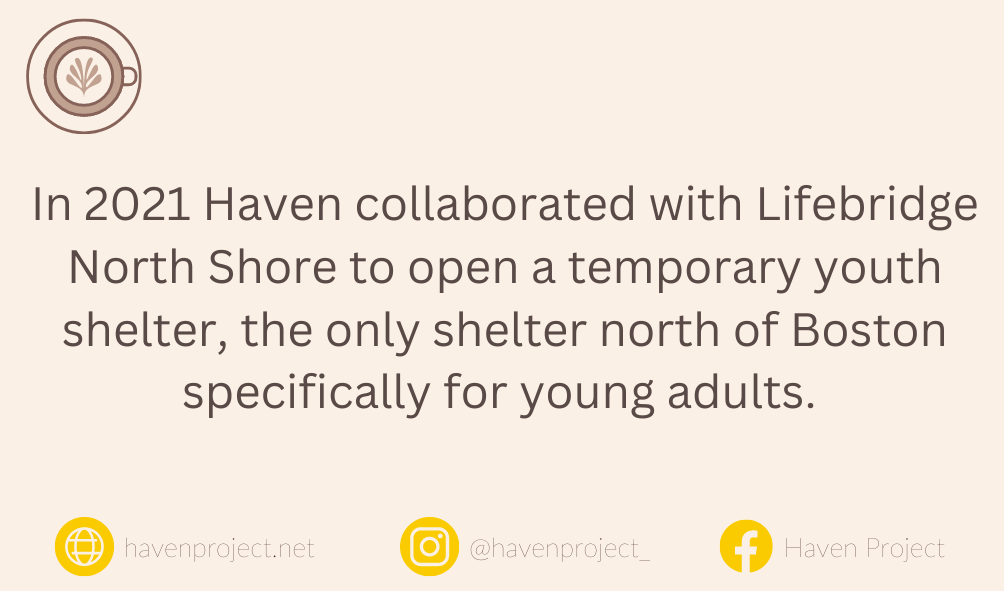 In 2021 Haven collaborated with Lifebridge
North Shore to open a temporary youth
shelter, the only shelter north of Boston
specifically for young adults.
havenproject.net
@havenproject_
Haven Project